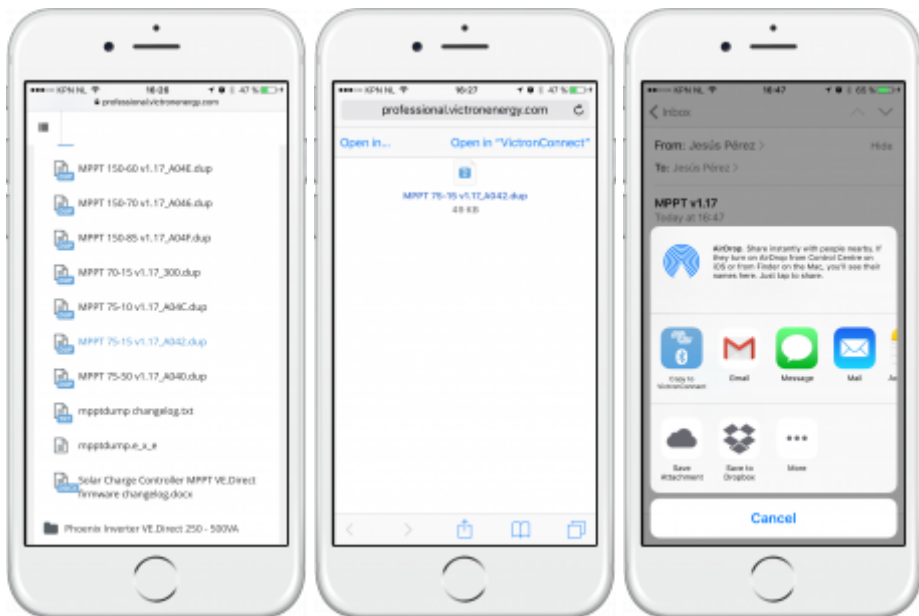 KPN NL 16:26 47 %
professional.victronenergy.com
MPPT 150-60 v1.17_A04E.dup
MPPT 150-70 v1.17_A046.dup
MPPT 150-85 v1.17_A04F.dup
MPPT 70-15 v1.17_300.dup
MPPT 75-10 v1.17_A04C.dup
MPPT 75-15 v1.17_A042.dup
MPPT 75-50 v1.17_A040.dup
mpptdump changelog.txt
mpptdump.e_x_e
Solar Charge Controller MPPT VE.Direct
firmware changelog.docx
Phoenix Inverter VE.Direct 250 - 500VA
KPN NL 16:27 47 %
professional.victronenergy.com
Open in... Open in "VictronConnect"
MPPT 75-15 v1.17_A042.dup
49 KB
KPN NL 16:47 65 %
Inbox
From: Jesús Pérez Hide
To: Jesús Pérez
MPPT v1.17
Today at 16:47
AirDrop. Share instantly with people nearby. If
they turn on AirDrop from Control Centre on
iOS or from Finder on the Mac, you'll see their
names here. Just tap to share.
Copy to
VictronConnect
Gmail
Message
Mail
Save
Attachment
Save to
Dropbox
More
Cancel